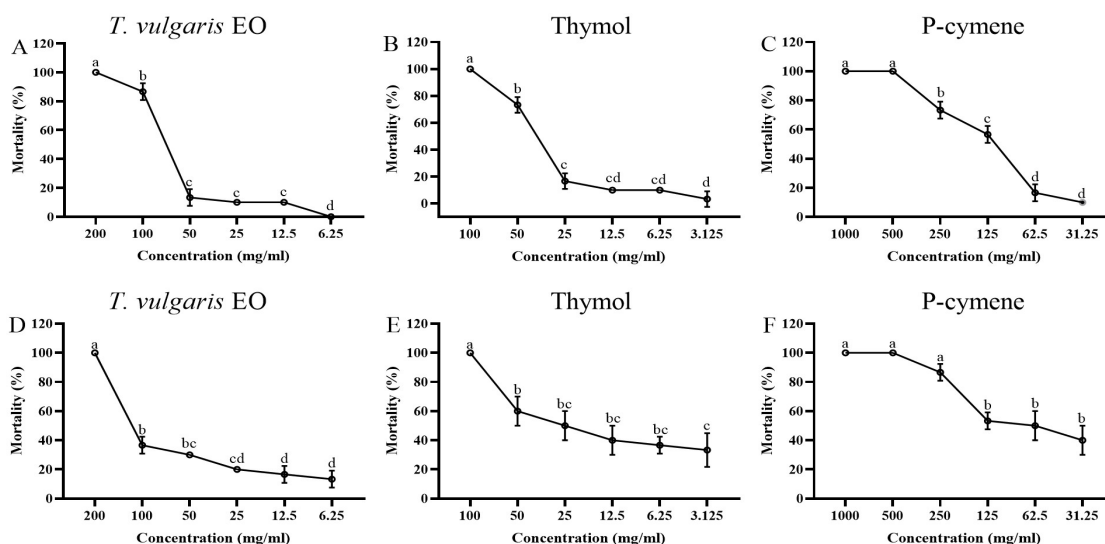 T. vulgaris EO
A
120
100
80
60
40
20
0
Mortality (%)
a
b
c
c
c
d
200 100 50 25 12.5 6.25
Concentration (mg/ml)
Thymol
B
120
100
80
60
40
20
0
Mortality (%)
a
b
c
cd
cd
d
100 50 25 12.5 6.25 3.125
Concentration (mg/ml)
P-cymene
C
120
100
80
60
40
20
0
Mortality (%)
a
a
b
c
d
d
1000 500 250 125 62.5 31.25
Concentration (mg/ml)
T. vulgaris EO
D
120
100
80
60
40
20
0
Mortality (%)
a
b
bc
cd
d
d
200 100 50 25 12.5 6.25
Concentration (mg/ml)
Thymol
E
120
100
80
60
40
20
0
Mortality (%)
a
b
bc
bc
bc
c
100 50 25 12.5 6.25 3.125
Concentration (mg/ml)
P-cymene
F
120
100
80
60
40
20
0
Mortality (%)
a
a
a
b
b
b
1000 500 250 125 62.5 31.25
Concentration (mg/ml)